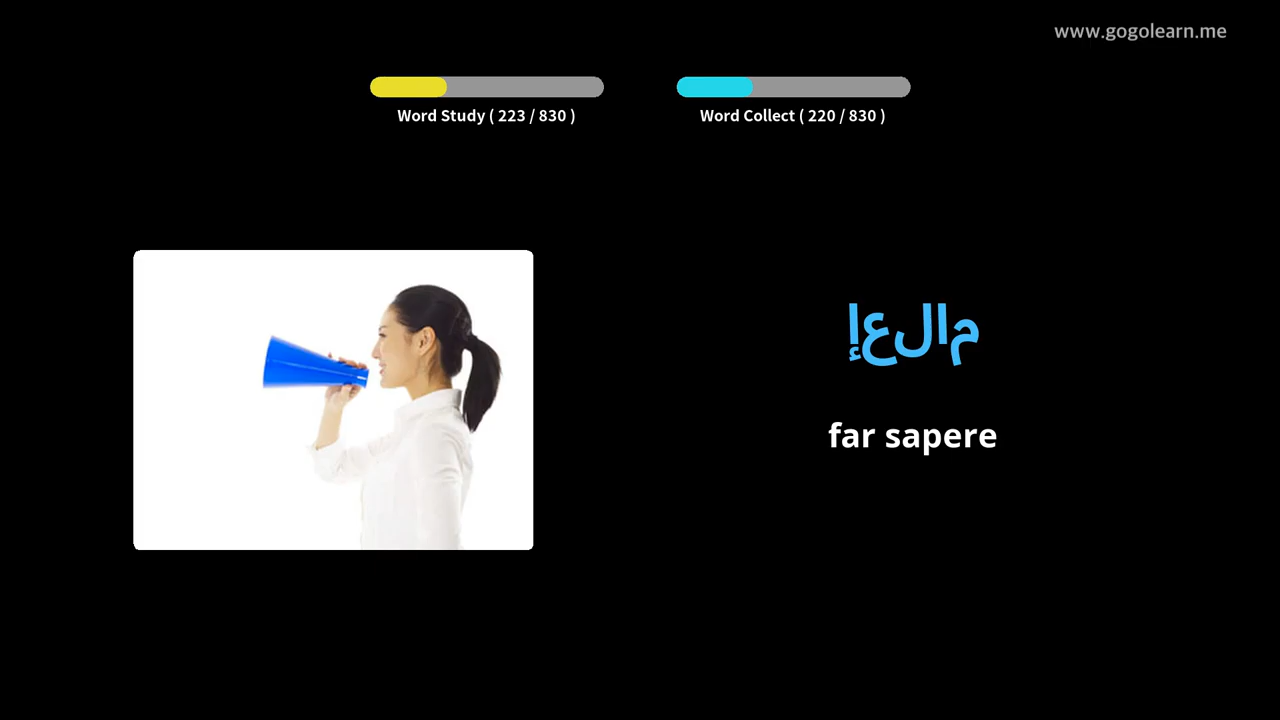 www.gogolearn.me
Word Study ( 223 / 830 )
Word Collect ( 220 / 830 )
إعلام
far sapere